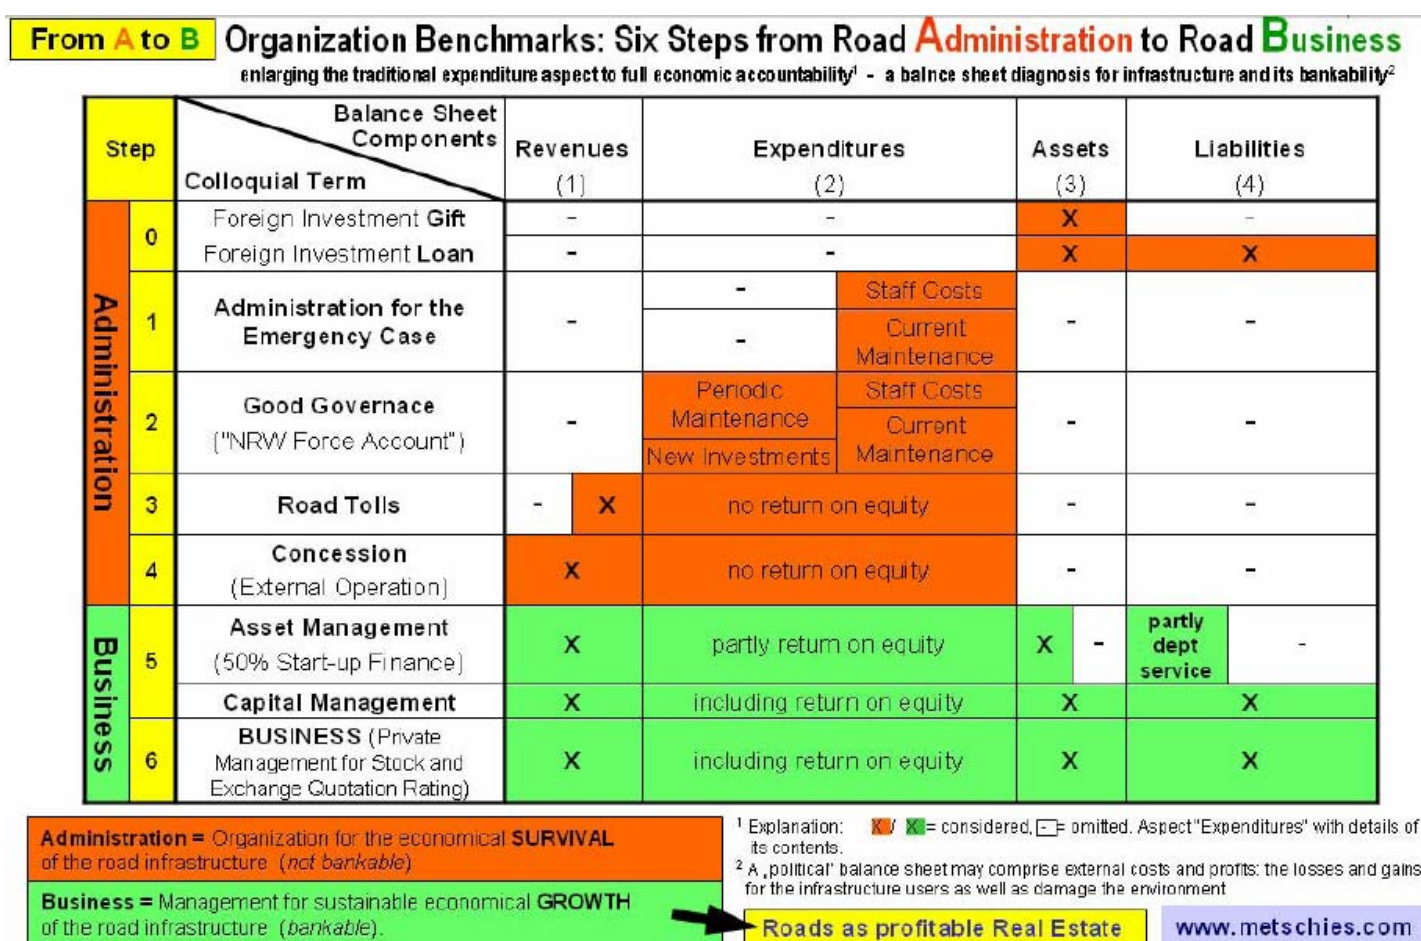 From A to B
Organization Benchmarks: Six Steps from Road Administration to Road Business
enlarging the traditional expenditure aspect to full economic accountability¹ - a balnce sheet diagnosis for infrastructure and its bankability²
Step
Balance Sheet
Components
Colloquial Term
Revenues
(1)
Expenditures
(2)
Assets
(3)
Liabilities
(4)
Administration
0
Foreign Investment Gift
-
-
X
-
Foreign Investment Loan
-
-
X
X
1
Administration for the
Emergency Case
-
-
Staff Costs
-
Current
Maintenance
-
-
2
Good Governace
("NRW Force Account")
-
Periodic
Maintenance
New Investments
Staff Costs
Current
Maintenance
-
-
3
Road Tolls
-
X
no return on equity
-
-
4
Concession
(External Operation)
X
no return on equity
-
-
Business
5
Asset Management
(50% Start-up Finance)
X
partly return on equity
X
-
partly
dept
service
-
Capital Management
X
including return on equity
X
X
6
BUSINESS (Private
Management for Stock and
Exchange Quotation Rating)
X
including return on equity
X
X
Administration = Organization for the economical SURVIVAL
of the road infrastructure (not bankable)
Business = Management for sustainable economical GROWTH
of the road infrastructure (bankable).
¹ Explanation: X / X = considered, - = omitted. Aspect "Expenditures" with details of
its contents.
² A „political" balance sheet may comprise external costs and profits: the losses and gains
for the infrastructure users as well as damage the environment
Roads as profitable Real Estate
www.metschies.com